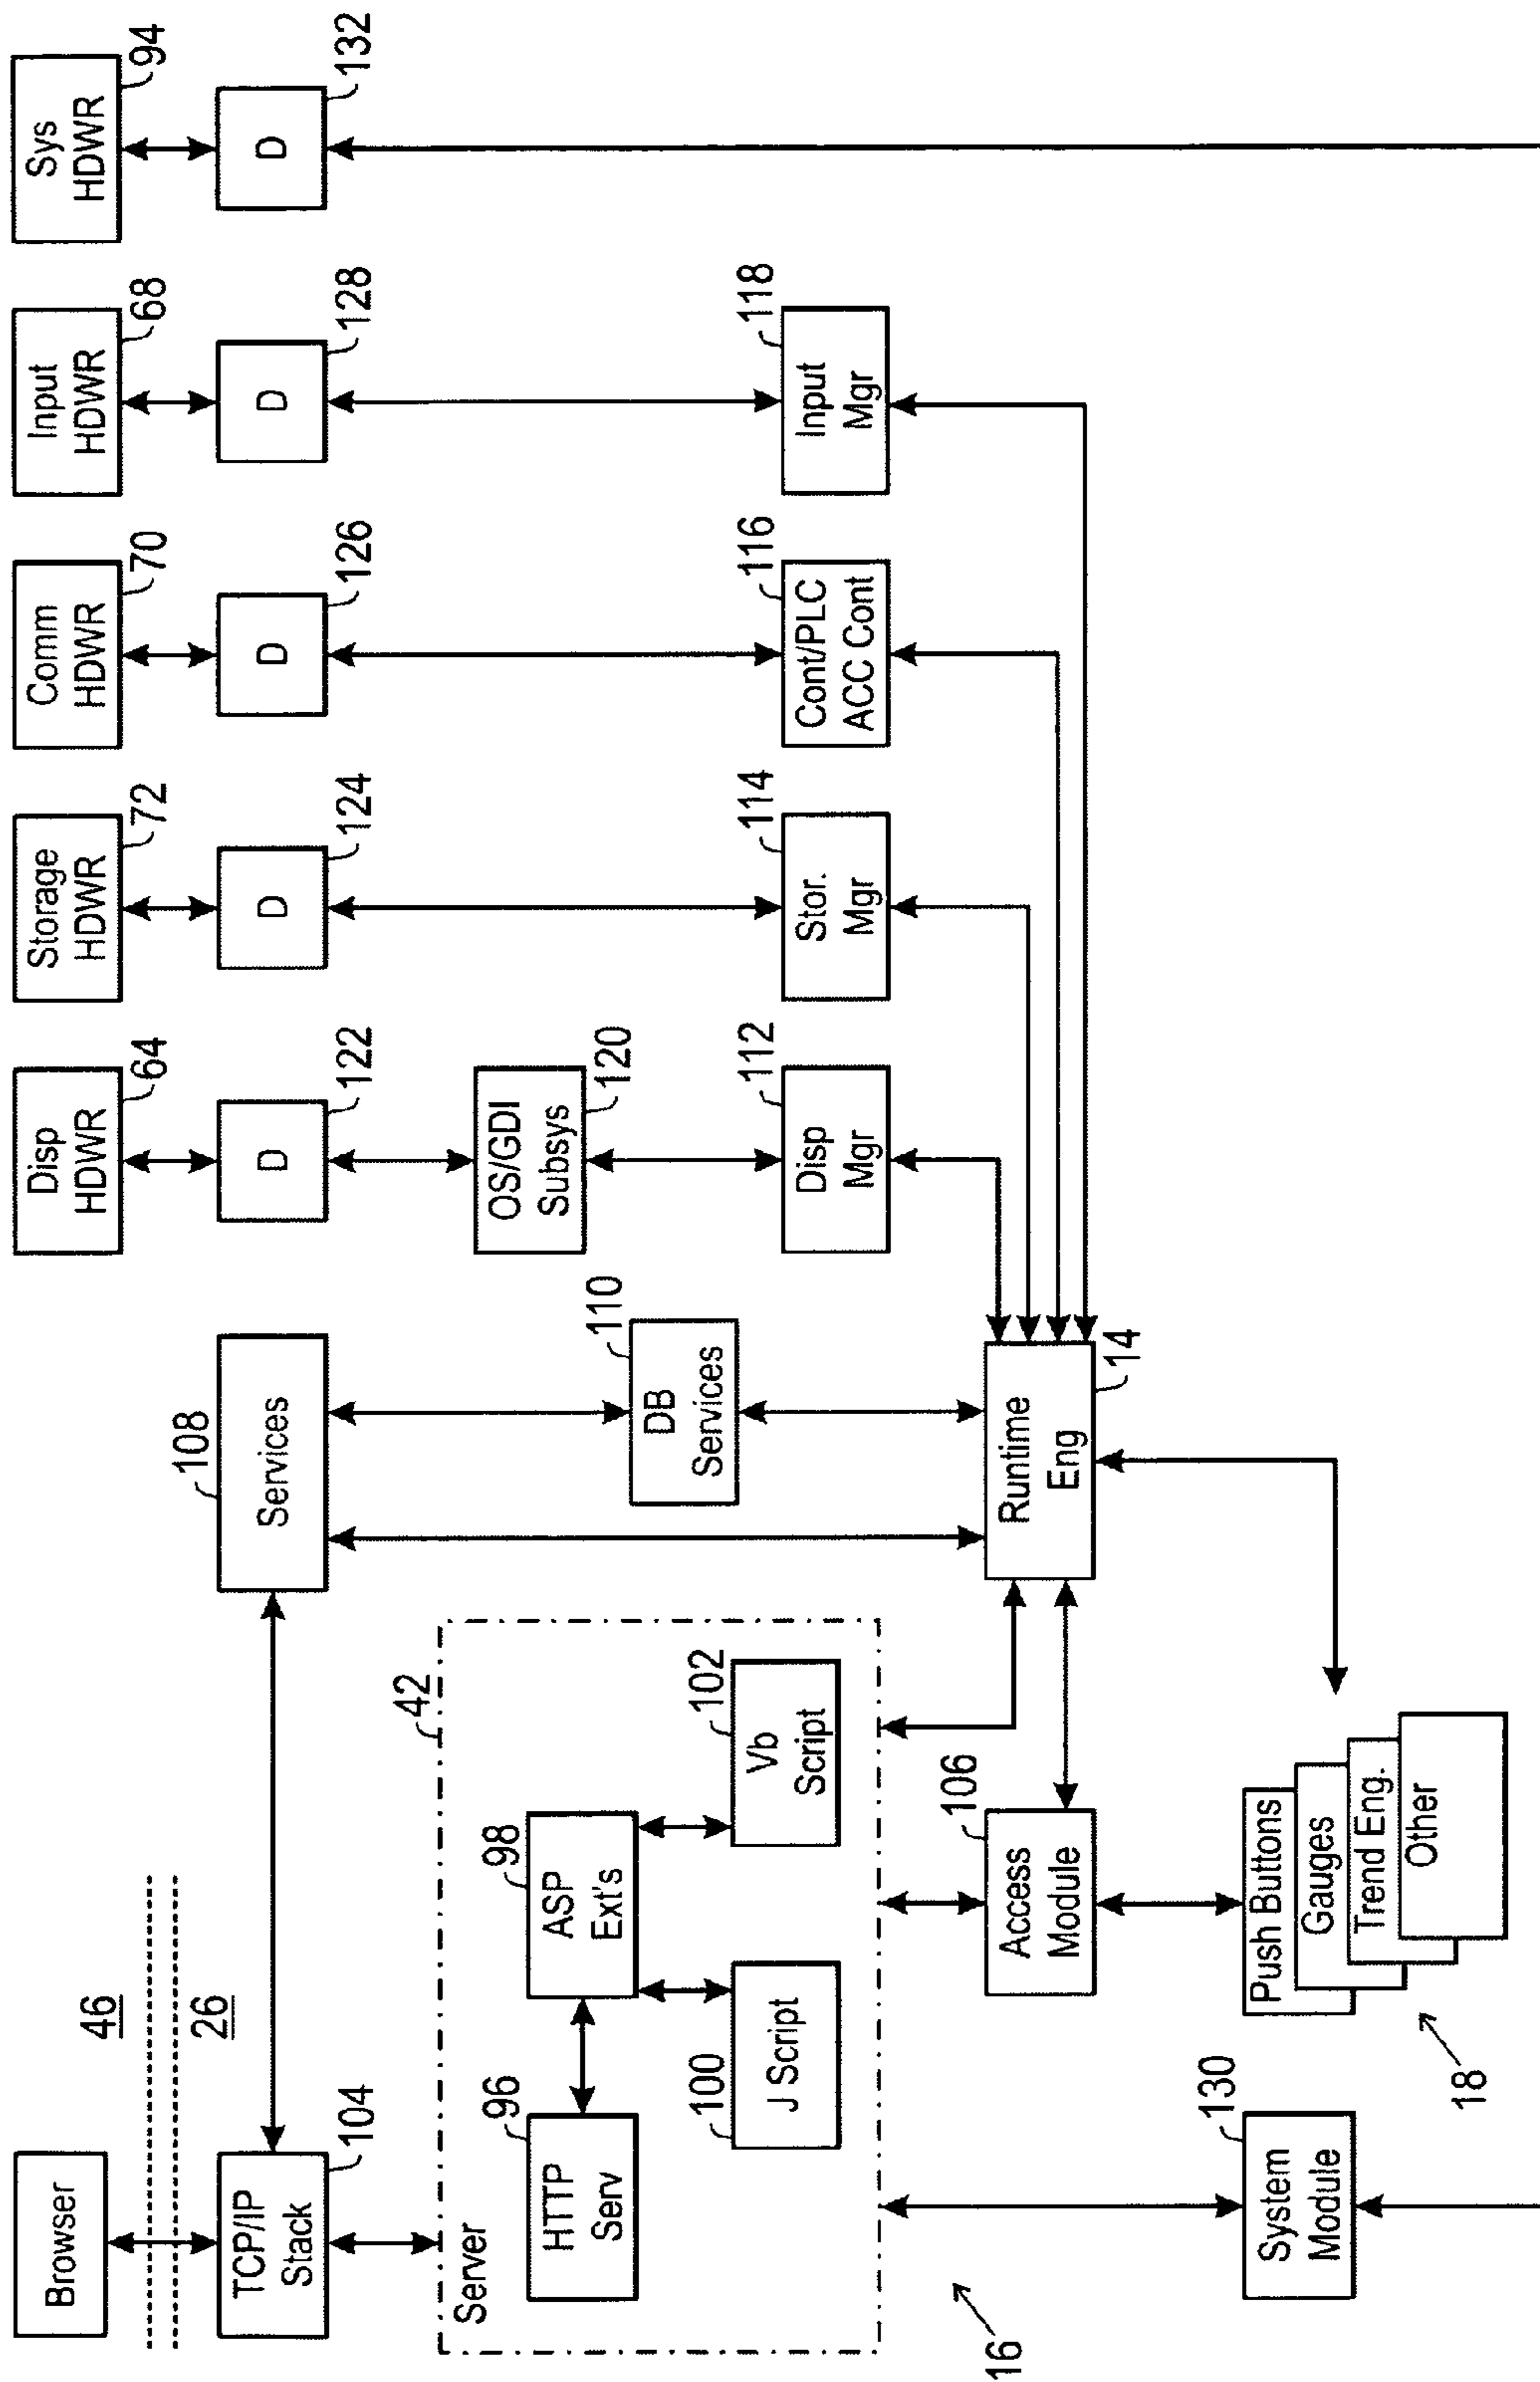 Browser
46
26
TCP/IP
Stack
104
108
Services
Disp
HDWR
64
Storage
HDWR
72
Comm
HDWR
70
Input
HDWR
68
Sys
HDWR
94
D
122
D
124
D
126
D
128
D
132
42
Server
HTTP
Serv
96
ASP
Ext's
98
J Script
100
Vb
Script
102
DB
Services
110
OS/GDI
Subsys
120
Disp
Mgr
112
Stor.
Mgr
114
Cont/PLC
ACC Cont
116
Input
Mgr
118
16
Access
Module
106
Runtime
Eng
14
System
Module
130
Push Buttons
Gauges
Trend Eng.
Other
18